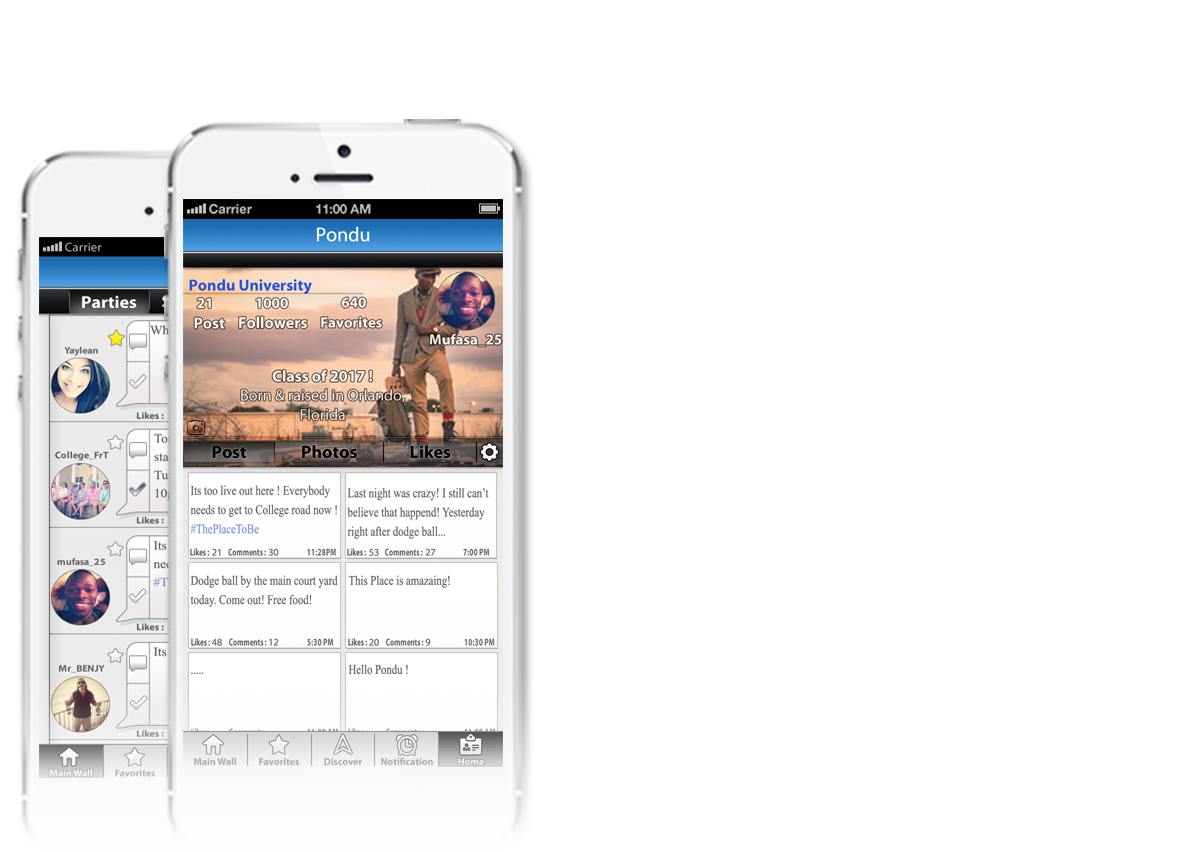 Carrier
Parties
Yaylean
Wh
Likes :
College_FrT
To
sta
Tu
10
Likes :
mufasa_25
Its
nee
#T
Likes :
Mr_BENJY
Its
Likes :
Main Wall
Favorites
Carrier 11:00 AM
Pondu
Pondu University
21 1000 640
Post Followers Favorites
Mufasa_25
Class of 2017 !
Born & raised in Orlando,
Florida
Post Photos Likes
Its too live out here ! Everybody
needs to get to College road now !
#ThePlaceToBe
Likes : 21 Comments : 30 11:28PM
Last night was crazy! I still can't
believe that happend! Yesterday
right after dodge ball...
Likes : 53 Comments : 27 7:00 PM
Dodge ball by the main court yard
today. Come out! Free food!
Likes : 48 Comments : 12 5:30 PM
This Place is amazaing!
Likes : 20 Comments : 9 10:30 PM
.....
Hello Pondu !
Main Wall Favorites Discover Notification Home